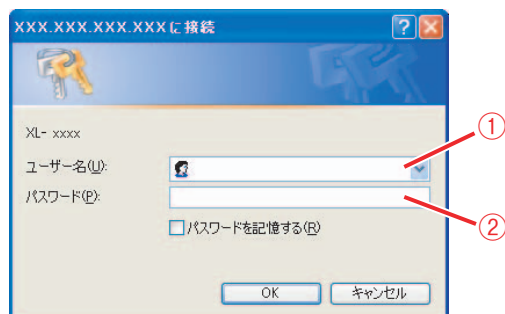 XXX.XXX.XXX.XXXに接続
XL- xxxx
ユーザー名(U):
①
パスワード(P):
②
パスワードを記憶する(R)
OK キャンセル